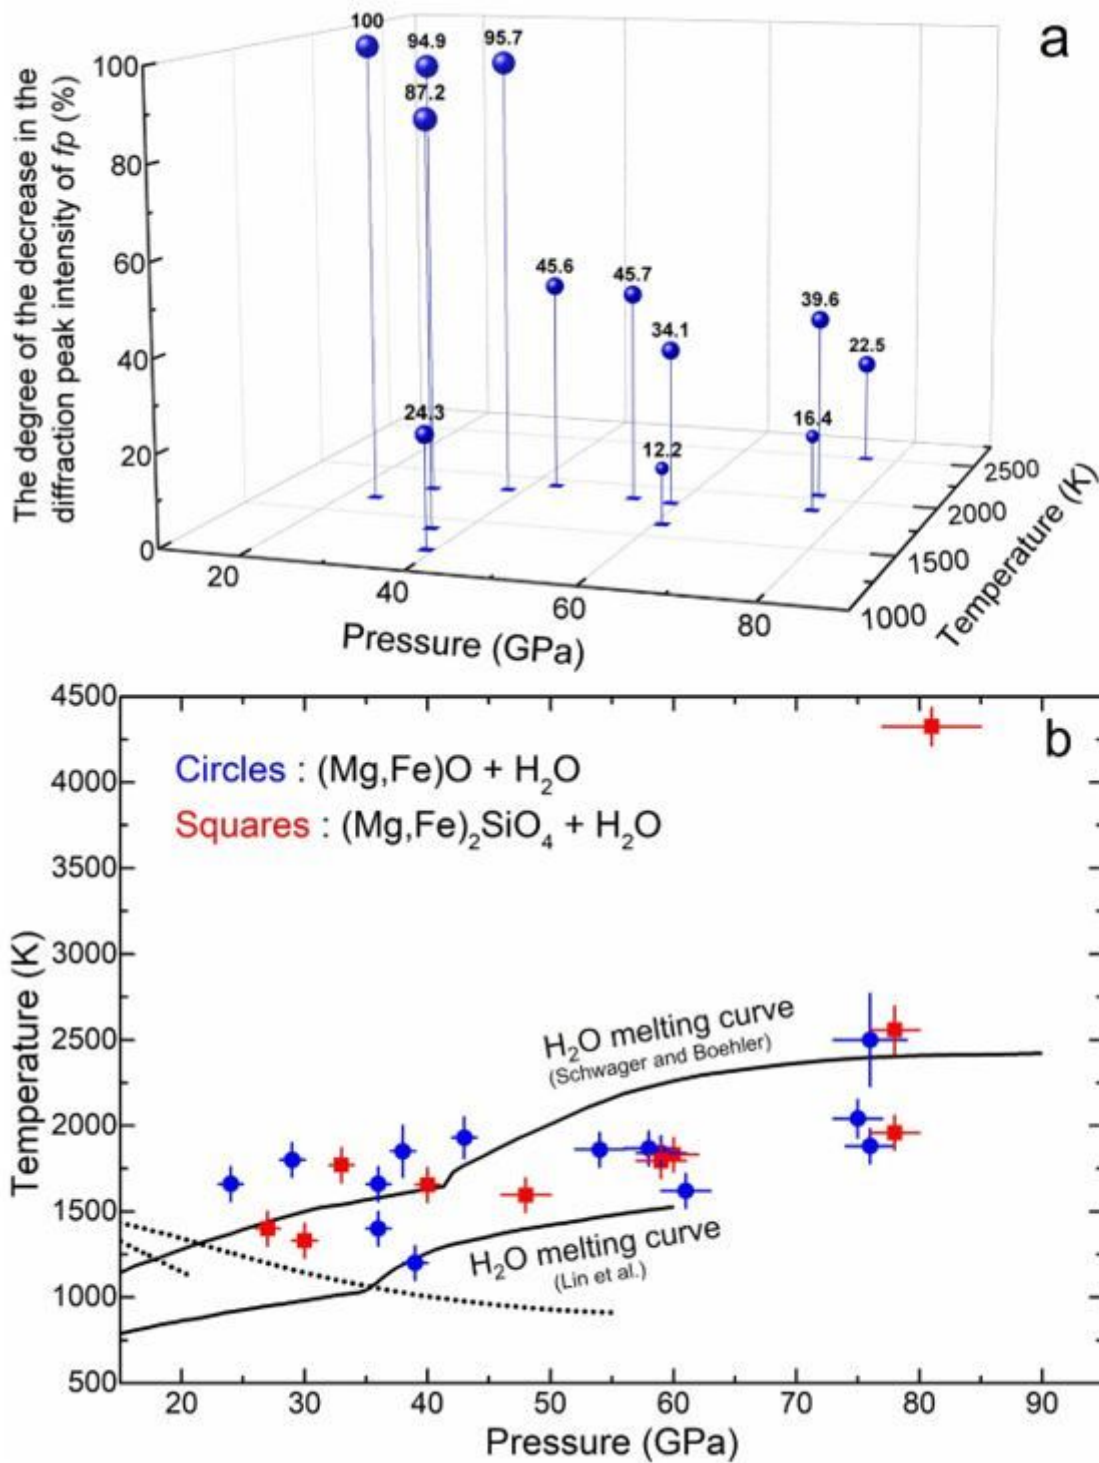 a
The degree of the decrease in the
diffraction peak intensity of fp (%)
100
80
60
40
20
0
100
94.9
95.7
87.2
45.6
45.7
34.1
39.6
22.5
24.3
12.2
16.4
20
40
60
80
Pressure (GPa)
1000
1500
2000
2500
Temperature (K)
b
4500
4000
3500
3000
2500
2000
1500
1000
500
Temperature (K)
Circles : (Mg,Fe)O + H₂O
Squares : (Mg,Fe)₂SiO₄ + H₂O
H₂O melting curve
(Schwager and Boehler)
H₂O melting curve
(Lin et al.)
20 30 40 50 60 70 80 90
Pressure (GPa)